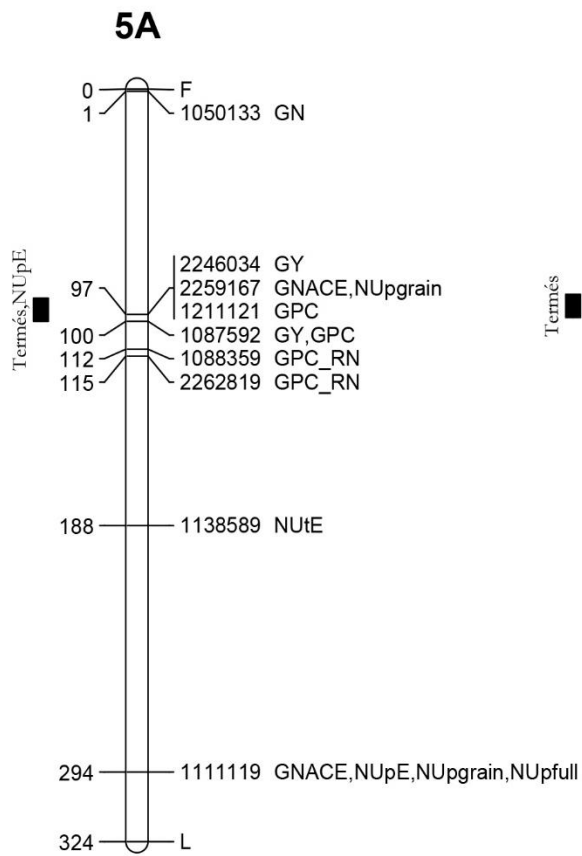 5A
0 F
1 1050133 GN
2246034 GY
97 2259167 GNACE,NUpgrain
1211121 GPC
100 1087592 GY,GPC
112 1088359 GPC_RN
115 2262819 GPC_RN
188 1138589 NUtE
294 1111119 GNACE,NUpE,NUpgrain,NUpfull
324 L
Termés,NUpE
Termés